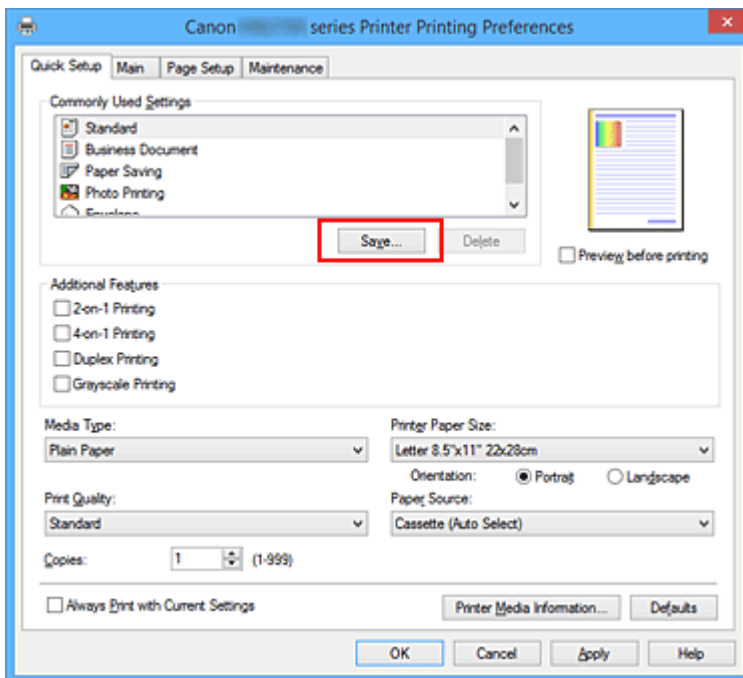 Canon series Printer Printing Preferences
Quick Setup Main Page Setup Maintenance
Commonly Used Settings
Standard
Business Document
Paper Saving
Photo Printing
Envelope
Save... Delete
Preview before printing
Additional Features
2-on-1 Printing
4-on-1 Printing
Duplex Printing
Grayscale Printing
Media Type: Printer Paper Size:
Plain Paper Letter 8.5"x11" 22x28cm
Orientation: Portrait Landscape
Print Quality: Paper Source:
Standard Cassette (Auto Select)
Copies: 1 (1-999)
Always Print with Current Settings Printer Media Information... Defaults
OK Cancel Apply Help